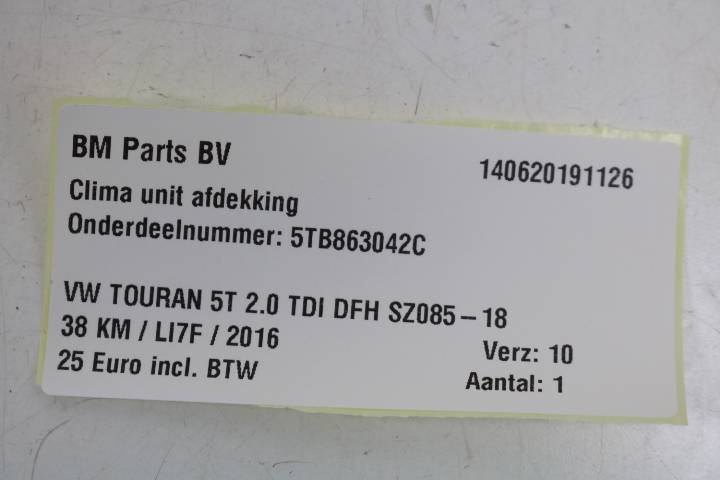 BM Parts BV
140620191126
Clima unit afdekking
Onderdeelnummer: 5TB863042C
VW TOURAN 5T 2.0 TDI DFH SZ085-18
38 KM / LI7F / 2016
Verz: 10
25 Euro incl. BTW
Aantal: 1